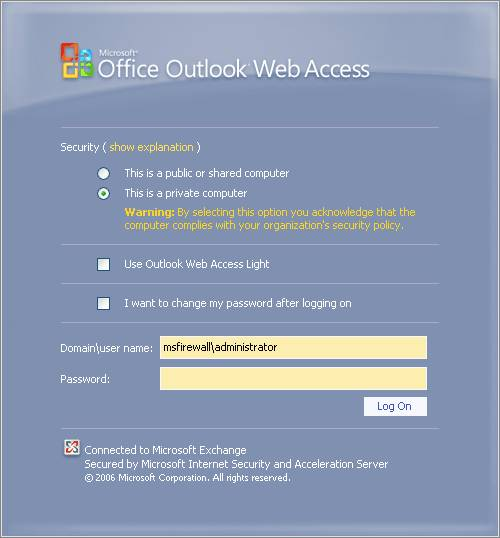 Microsoft®
Office Outlook® Web Access
Security ( show explanation )
This is a public or shared computer
This is a private computer
Warning: By selecting this option you acknowledge that the
computer complies with your organization's security policy.
Use Outlook Web Access Light
I want to change my password after logging on
Domain\user name: msfirewall\administrator
Password:
Log On
Connected to Microsoft Exchange
Secured by Microsoft Internet Security and Acceleration Server
© 2006 Microsoft Corporation. All rights reserved.